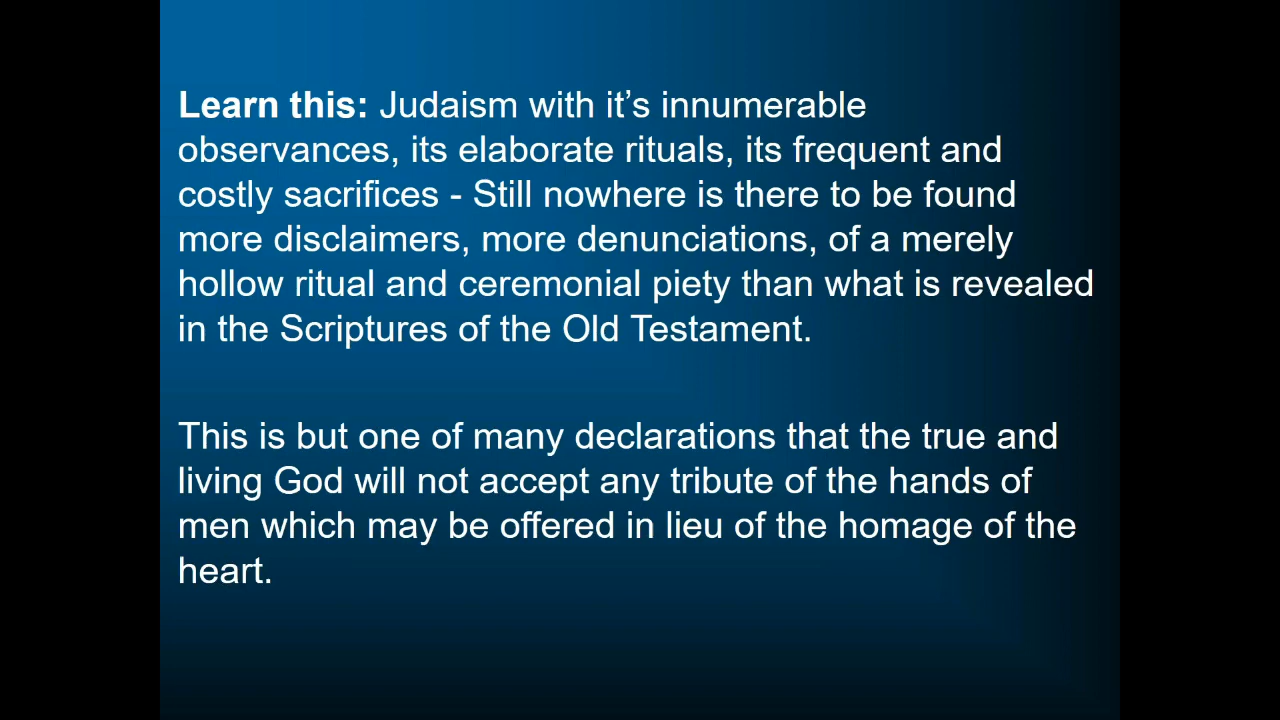 Learn this: Judaism with it’s innumerable
observances, its elaborate rituals, its frequent and
costly sacrifices - Still nowhere is there to be found
more disclaimers, more denunciations, of a merely
hollow ritual and ceremonial piety than what is revealed
in the Scriptures of the Old Testament.
This is but one of many declarations that the true and
living God will not accept any tribute of the hands of
men which may be offered in lieu of the homage of the
heart.